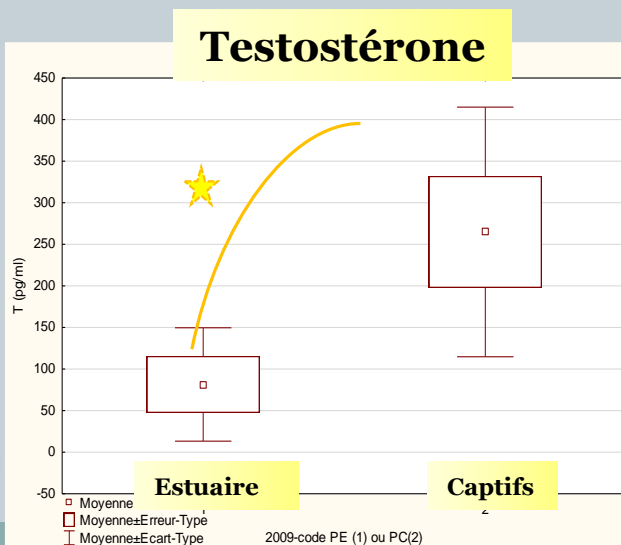 Testostérone
450
400
350
300
250
200
150
100
50
0
-50
T (pg/ml)
Estuaire
Captifs
2
Moyenne
Moyenne±Erreur-Type
Moyenne±Ecart-Type
2009-code PE (1) ou PC(2)